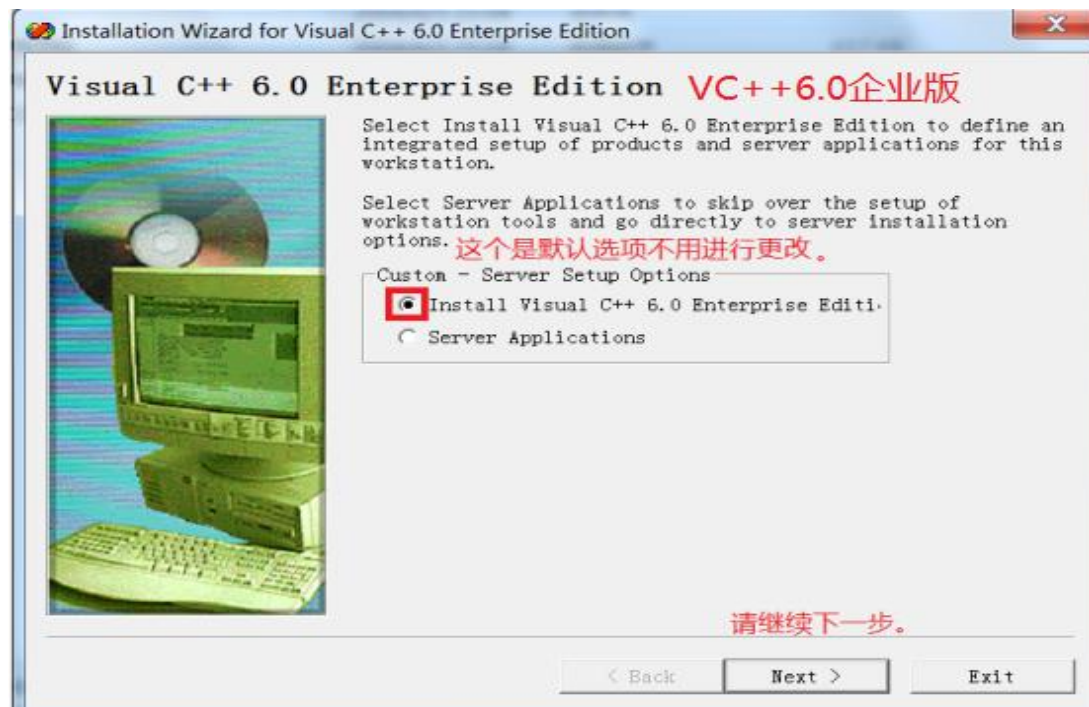 Installation Wizard for Visual C++ 6.0 Enterprise Edition
Visual C++ 6.0 Enterprise Edition VC++6.0企业版
Select Install Visual C++ 6.0 Enterprise Edition to define an
integrated setup of products and server applications for this
workstation.
Select Server Applications to skip over the setup of
workstation tools and go directly to server installation
options. 这个是默认选项不用进行更改。
Custom - Server Setup Options
Install Visual C++ 6.0 Enterprise Editi
Server Applications
请继续下一步。
< Back Next > Exit